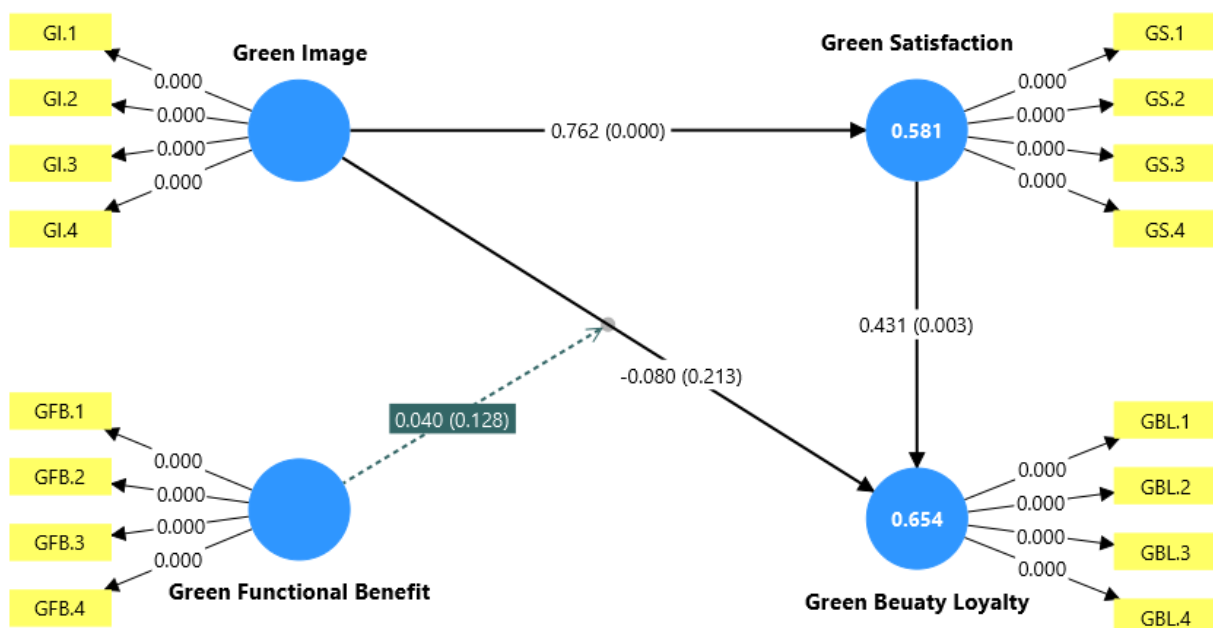 GI.1
GI.2
GI.3
GI.4
0.000
0.000
0.000
0.000
Green Image
0.762 (0.000)
Green Satisfaction
0.581
0.000
0.000
0.000
0.000
GS.1
GS.2
GS.3
GS.4
0.431 (0.003)
-0.080 (0.213)
0.040 (0.128)
GFB.1
GFB.2
GFB.3
GFB.4
0.000
0.000
0.000
0.000
Green Functional Benefit
0.654
Green Beuaty Loyalty
0.000
0.000
0.000
0.000
GBL.1
GBL.2
GBL.3
GBL.4